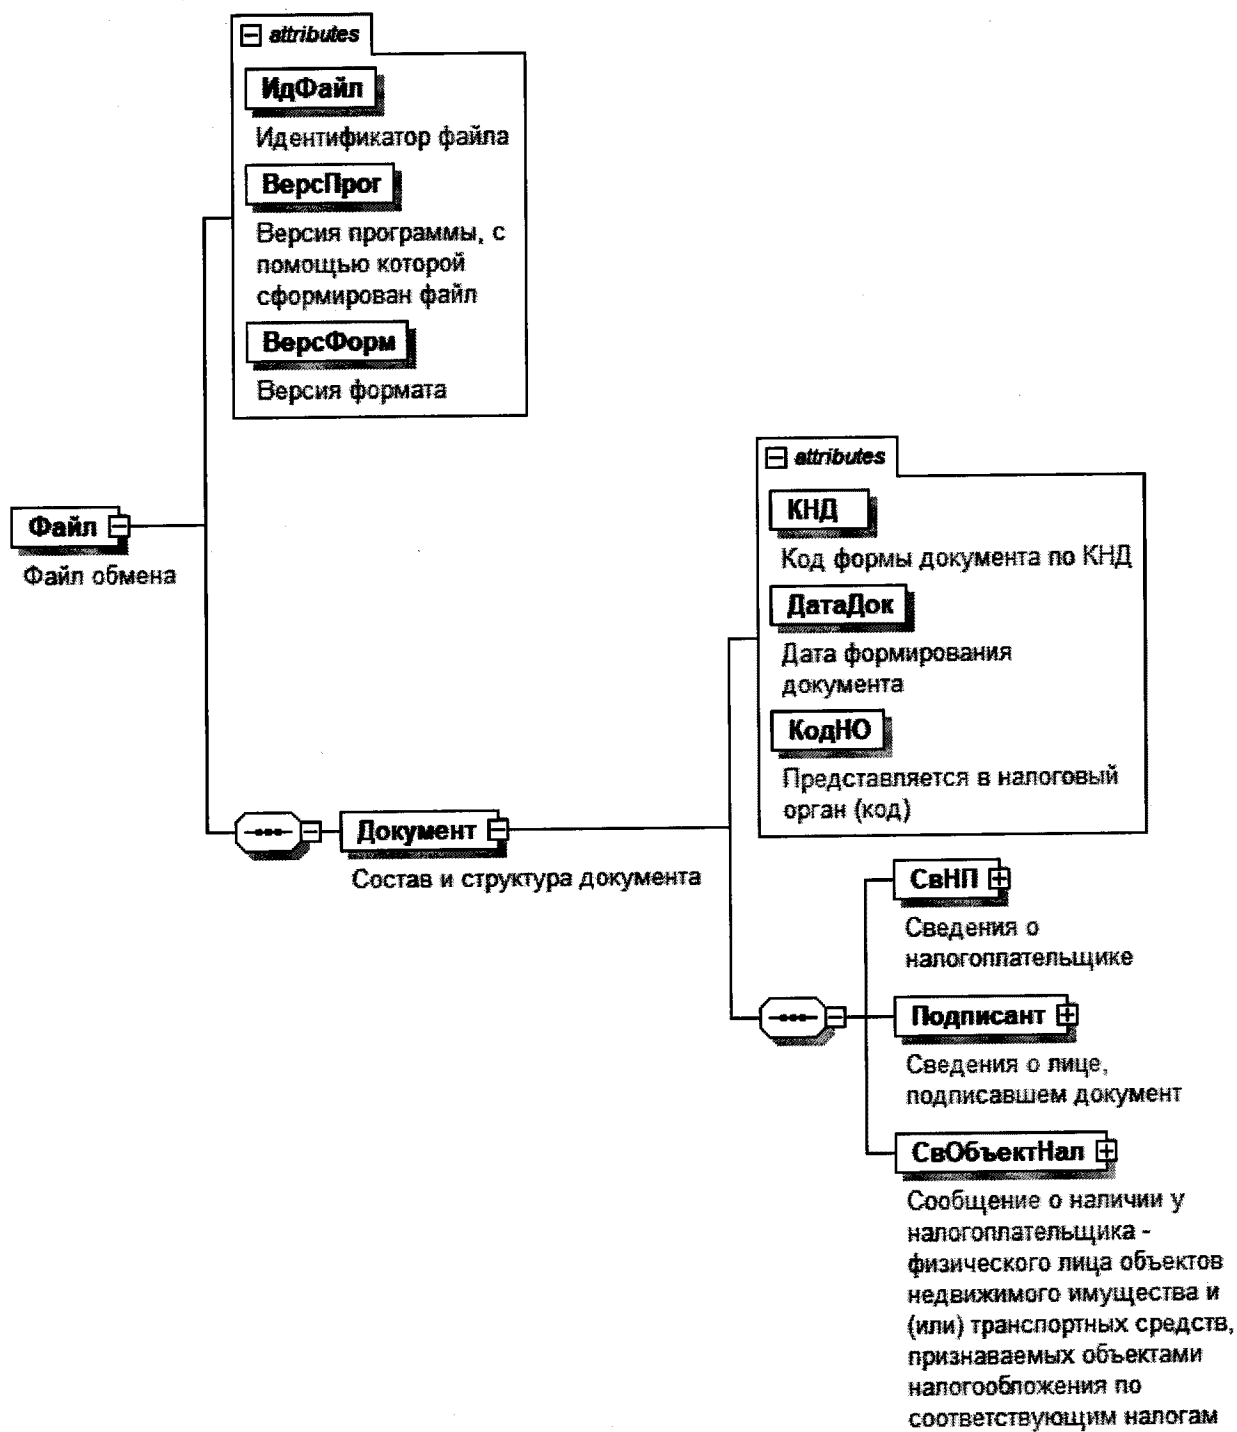 attributes
ИдФайл
Идентификатор файла
ВерсПрог
Версия программы, с
помощью которой
сформирован файл
ВерсФорм
Версия формата
Файл
Файл обмена
attributes
КНД
Код формы документа по КНД
ДатаДок
Дата формирования
документа
КодНО
Представляется в налоговый
орган (код)
Документ
Состав и структура документа
СвНП
Сведения о
налогоплательщике
Подписант
Сведения о лице,
подписавшем документ
СвОбъектНал
Сообщение о наличии у
налогоплательщика -
физического лица объектов
недвижимого имущества и
(или) транспортных средств,
признаваемых объектами
налогообложения по
соответствующим налогам